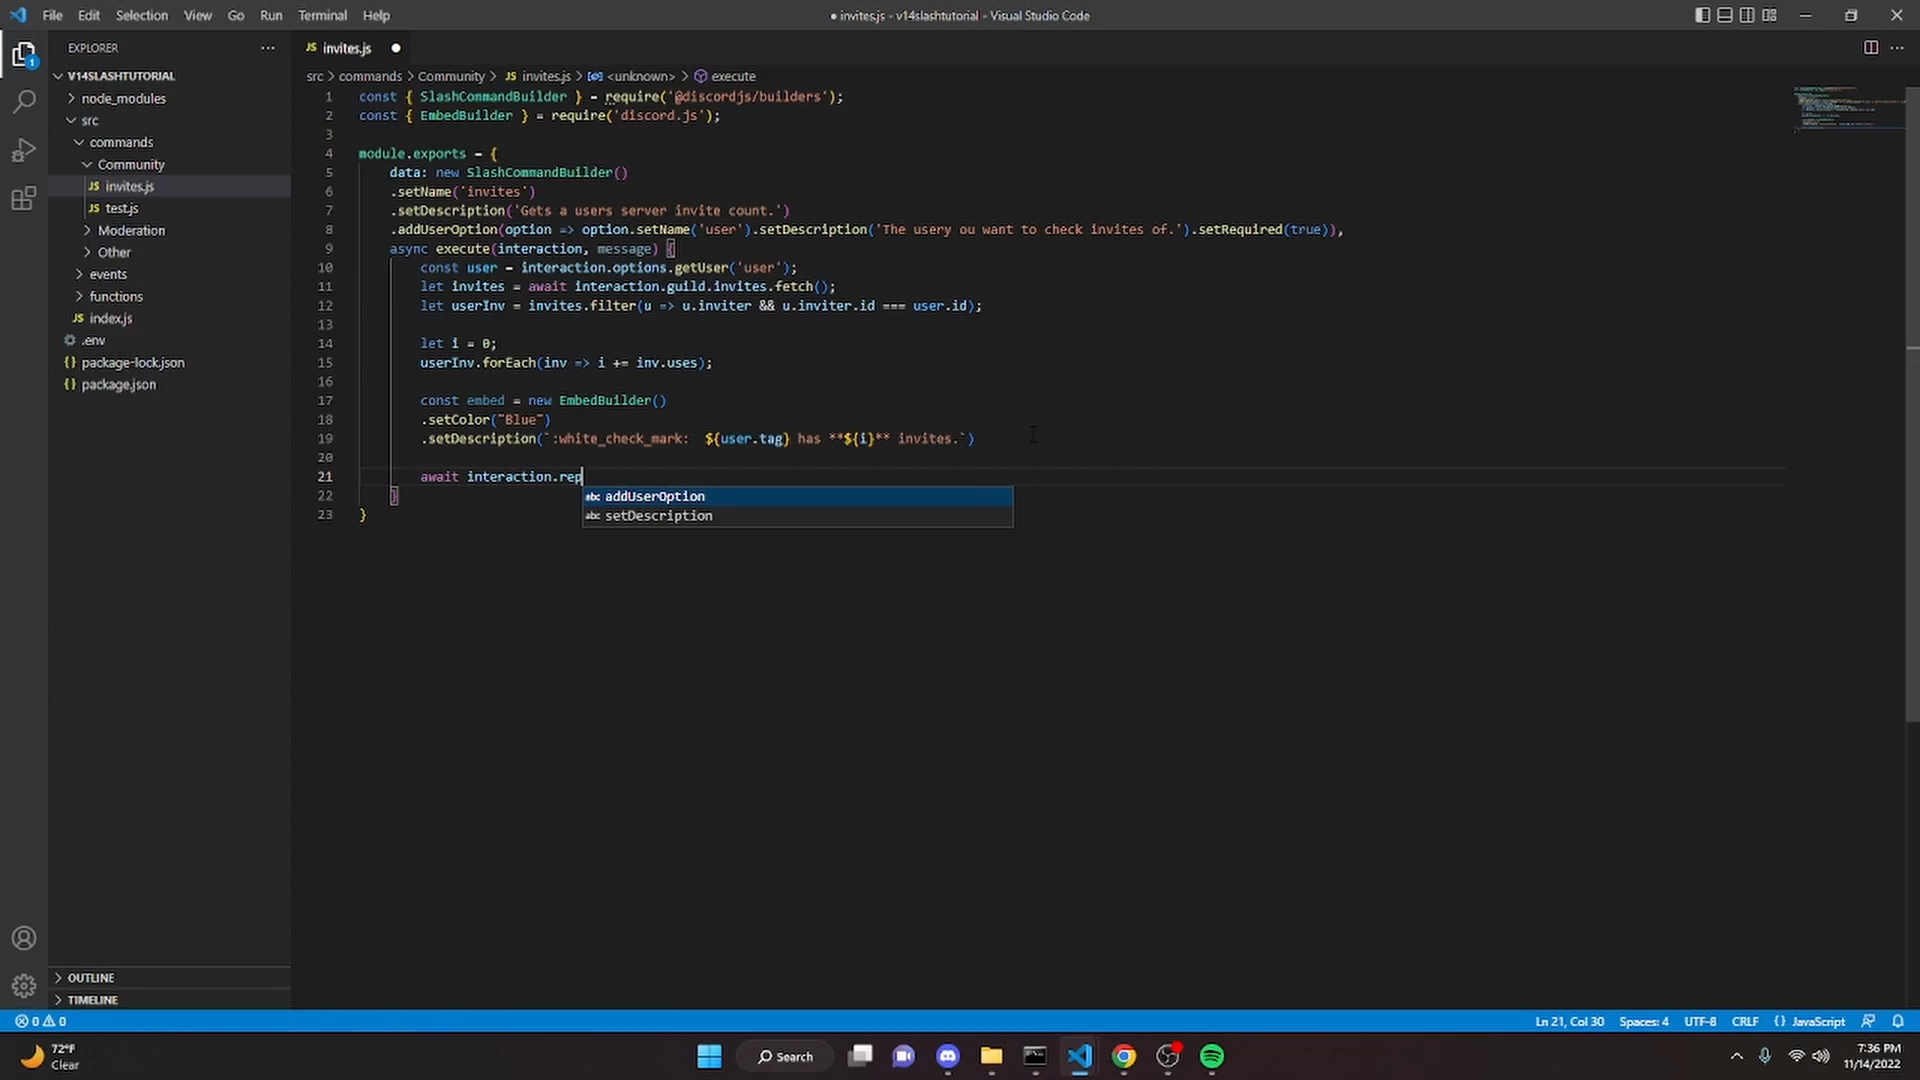 File Edit Selection View Go Run Terminal Help
● invites.js - v14slashtutorial - Visual Studio Code
EXPLORER
V14SLASHTUTORIAL
node_modules
src
commands
Community
JS invites.js
JS test.js
Moderation
Other
events
functions
JS index.js
.env
{} package-lock.json
{} package.json
OUTLINE
TIMELINE
JS invites.js
src > commands > Community > JS invites.js > <unknown> > execute
1 const { SlashCommandBuilder } = require('@discordjs/builders');
2 const { EmbedBuilder } = require('discord.js');
3
4 module.exports = {
5 data: new SlashCommandBuilder()
6 .setName('invites')
7 .setDescription('Gets a users server invite count.')
8 .addUserOption(option => option.setName('user').setDescription('The usery ou want to check invites of.').setRequired(true)),
9 async execute(interaction, message) {
10 const user = interaction.options.getUser('user');
11 let invites = await interaction.guild.invites.fetch();
12 let userInv = invites.filter(u => u.inviter && u.inviter.id === user.id);
13
14 let i = 0;
15 userInv.forEach(inv => i += inv.uses);
16
17 const embed = new EmbedBuilder()
18 .setColor("Blue")
19 .setDescription(`:white_check_mark:  ${user.tag} has **${i}** invites.`)
20
21 await interaction.rep
abc addUserOption
abc setDescription
22 }
23 }
1
0 0
Ln 21, Col 30 Spaces: 4 UTF-8 CRLF {} JavaScript
72°F
Clear
Search
7:36 PM
11/14/2022